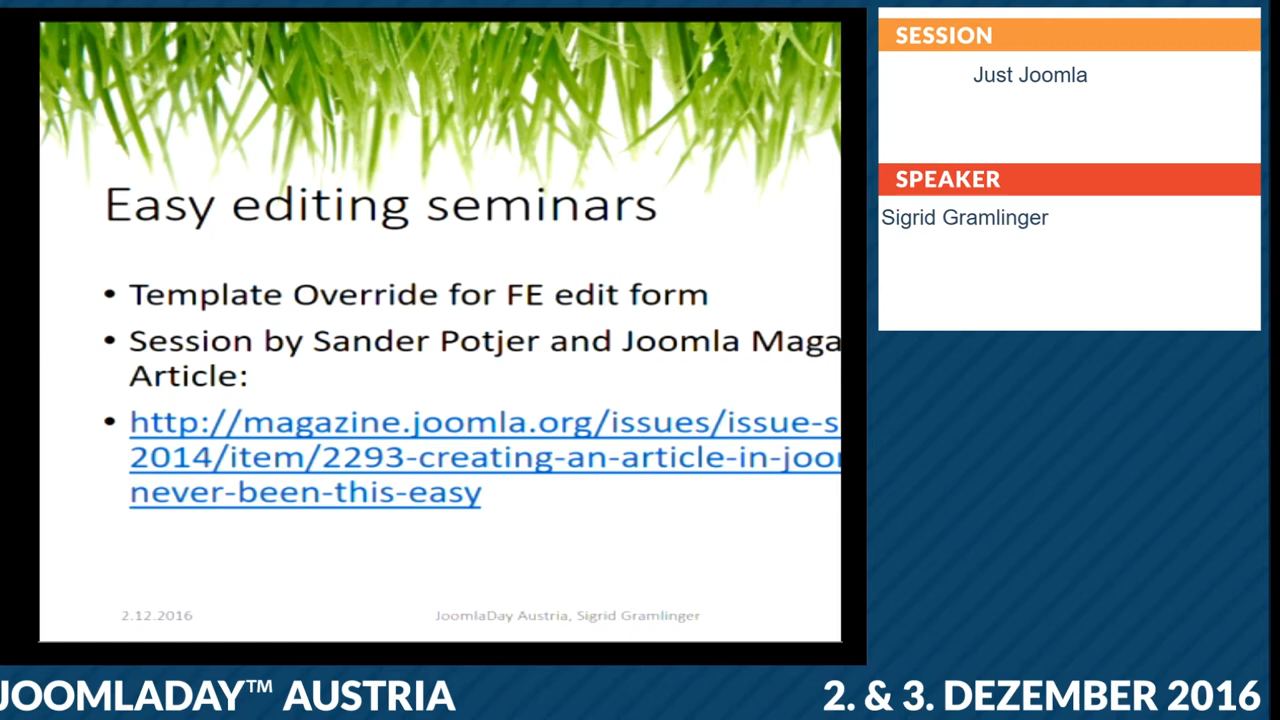 Easy editing seminars
• Template Override for FE edit form
• Session by Sander Potjer and Joomla Maga
Article:
• http://magazine.joomla.org/issues/issue-s
2014/item/2293-creating-an-article-in-joo
never-been-this-easy
2.12.2016
JoomlaDay Austria, Sigrid Gramlinger
SESSION
Just Joomla
SPEAKER
Sigrid Gramlinger
JOOMLADAY™ AUSTRIA
2. & 3. DEZEMBER 2016